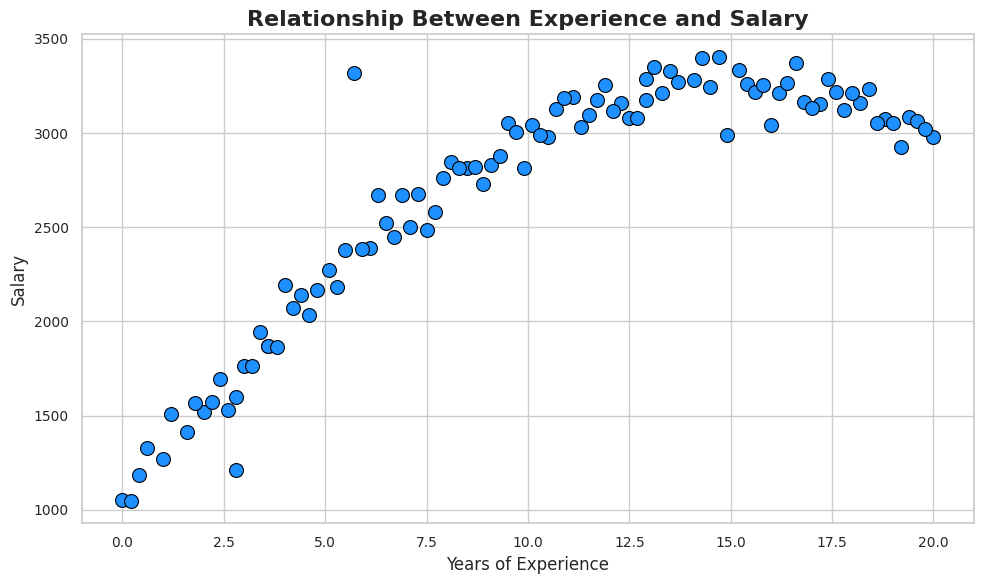 Relationship Between Experience and Salary
Salary
3500
3000
2500
2000
1500
1000
0.0 2.5 5.0 7.5 10.0 12.5 15.0 17.5 20.0
Years of Experience